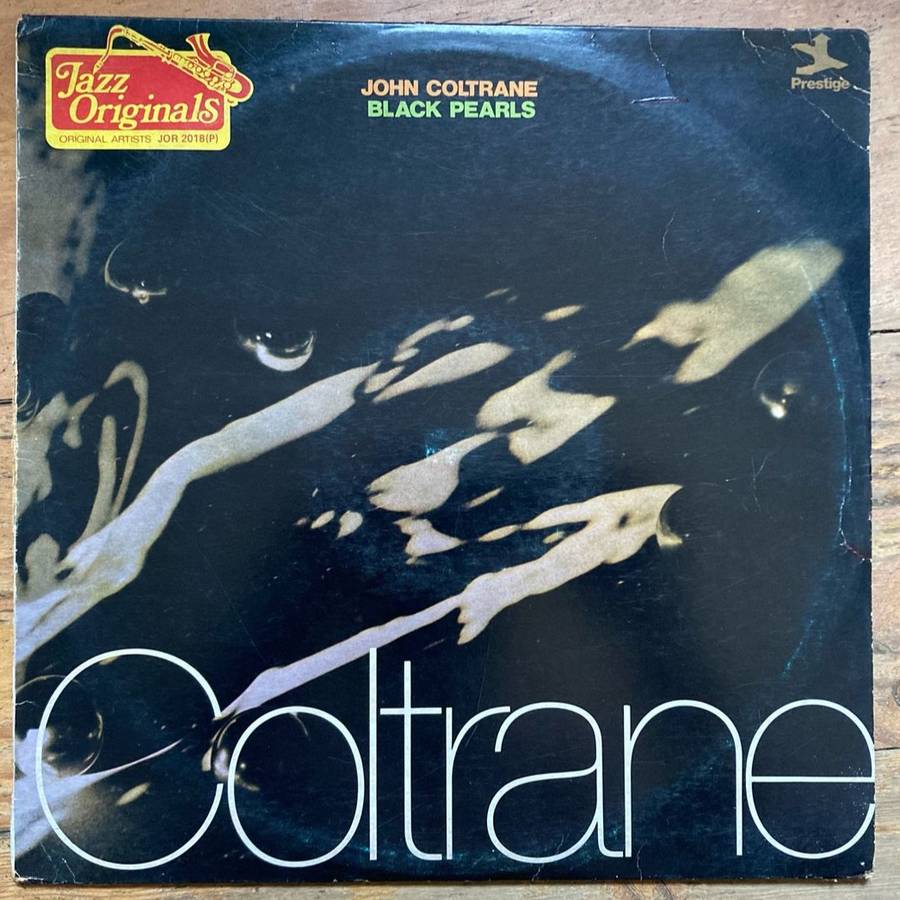 Jazz
Originals
ORIGINAL ARTISTS JOR 2018(P)
JOHN COLTRANE
BLACK PEARLS
Prestige
Coltrane